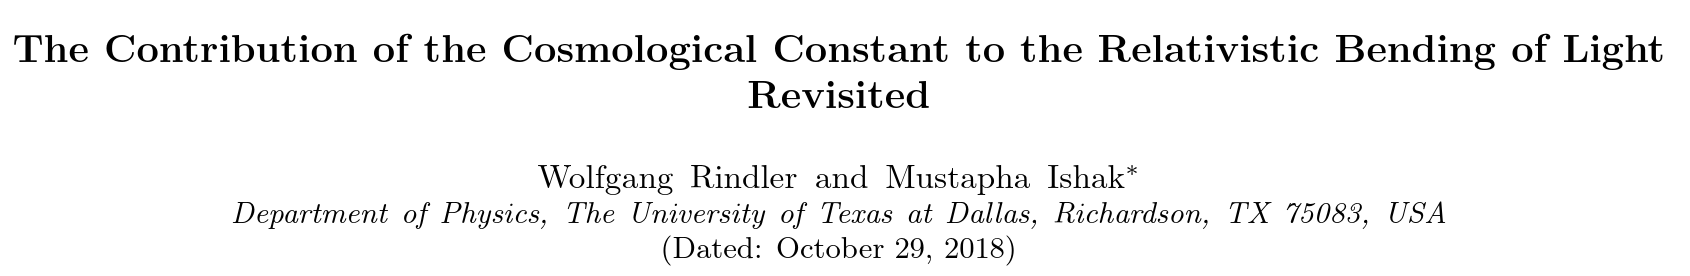 The Contribution of the Cosmological Constant to the Relativistic Bending of Light
Revisited
Wolfgang Rindler and Mustapha Ishak*
Department of Physics, The University of Texas at Dallas, Richardson, TX 75083, USA
(Dated: October 29, 2018)